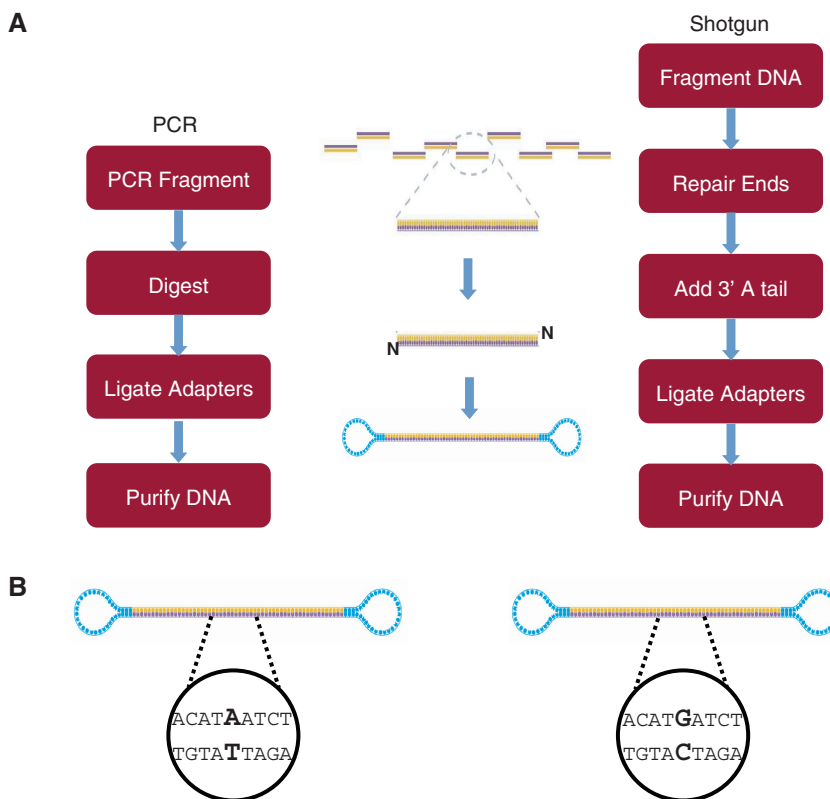 A
PCR
PCR Fragment
Digest
Ligate Adapters
Purify DNA
N
N
Shotgun
Fragment DNA
Repair Ends
Add 3' A tail
Ligate Adapters
Purify DNA
B
ACATAATCT
TGTATTAGA
ACATGATCT
TGTACTAGA